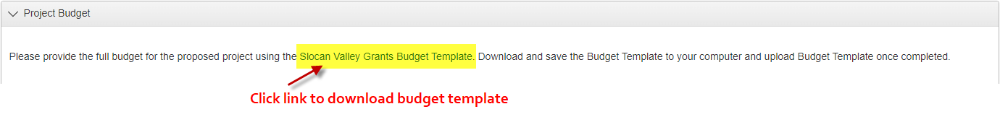 Project Budget
Please provide the full budget for the proposed project using the Slocan Valley Grants Budget Template. Download and save the Budget Template to your computer and upload Budget Template once completed.
Click link to download budget template